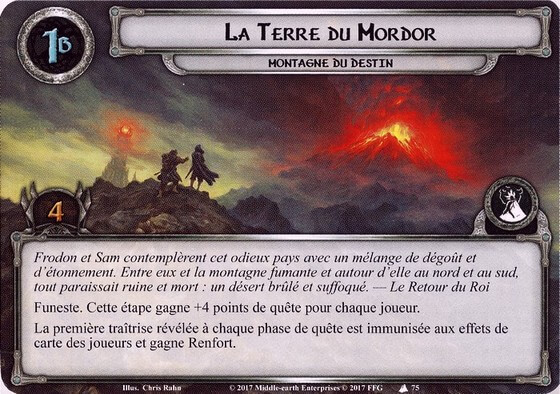 1B
LA TERRE DU MORDOR
MONTAGNE DU DESTIN
4
Frodon et Sam contemplèrent cet odieux pays avec un mélange de dégoût et
d'étonnement. Entre eux et la montagne fumante et autour d'elle au nord et au sud,
tout paraissait ruine et mort : un désert brûlé et suffoqué. — Le Retour du Roi
Funeste. Cette étape gagne +4 points de quête pour chaque joueur.
La première traîtrise révélée à chaque phase de quête est immunisée aux effets de
carte des joueurs et gagne Renfort.
Illus. Chris Rahn © 2017 Middle-earth Enterprises © 2017 FFG 75